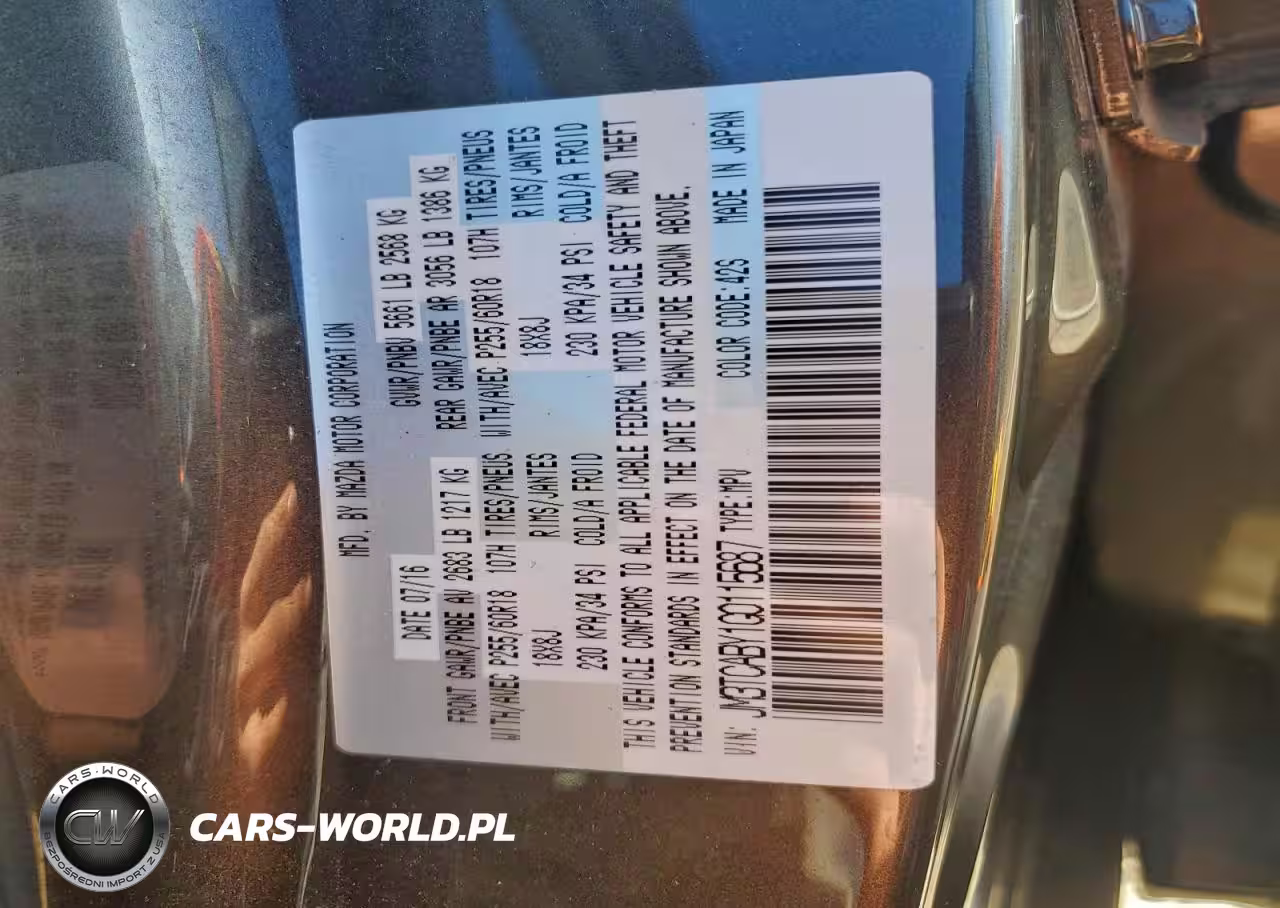 MFD. BY MAZDA MOTOR CORPORATION
DATE 07/16 GVWR/PNBV 5661 LB 2568 KG
FRONT GAWR/PNBE AV 2683 LB 1217 KG REAR GAWR/PNBE AR 3056 LB 1386 KG
WITH/AVEC P255/60R18 107H TIRES/PNEUS. WITH/AVEC P255/60R18 107H TIRES/PNEUS
18X8J RIMS/JANTES 18X8J RIMS/JANTES
230 KPA/34 PSI COLD/A FROID 230 KPA/34 PSI COLD/A FROID
THIS VEHICLE CONFORMS TO ALL APPLICABLE FEDERAL MOTOR VEHICLE SAFETY AND THEFT
PREVENTION STANDARDS IN EFFECT ON THE DATE OF MANUFACTURE SHOWN ABOVE.
VIN: JM3TCABY1G0115687 TYPE:MPV COLOR CODE:42S MADE IN JAPAN
CARS-WORLD
CW
BEZPOŚREDNI IMPORT Z USA
CARS-WORLD.PL